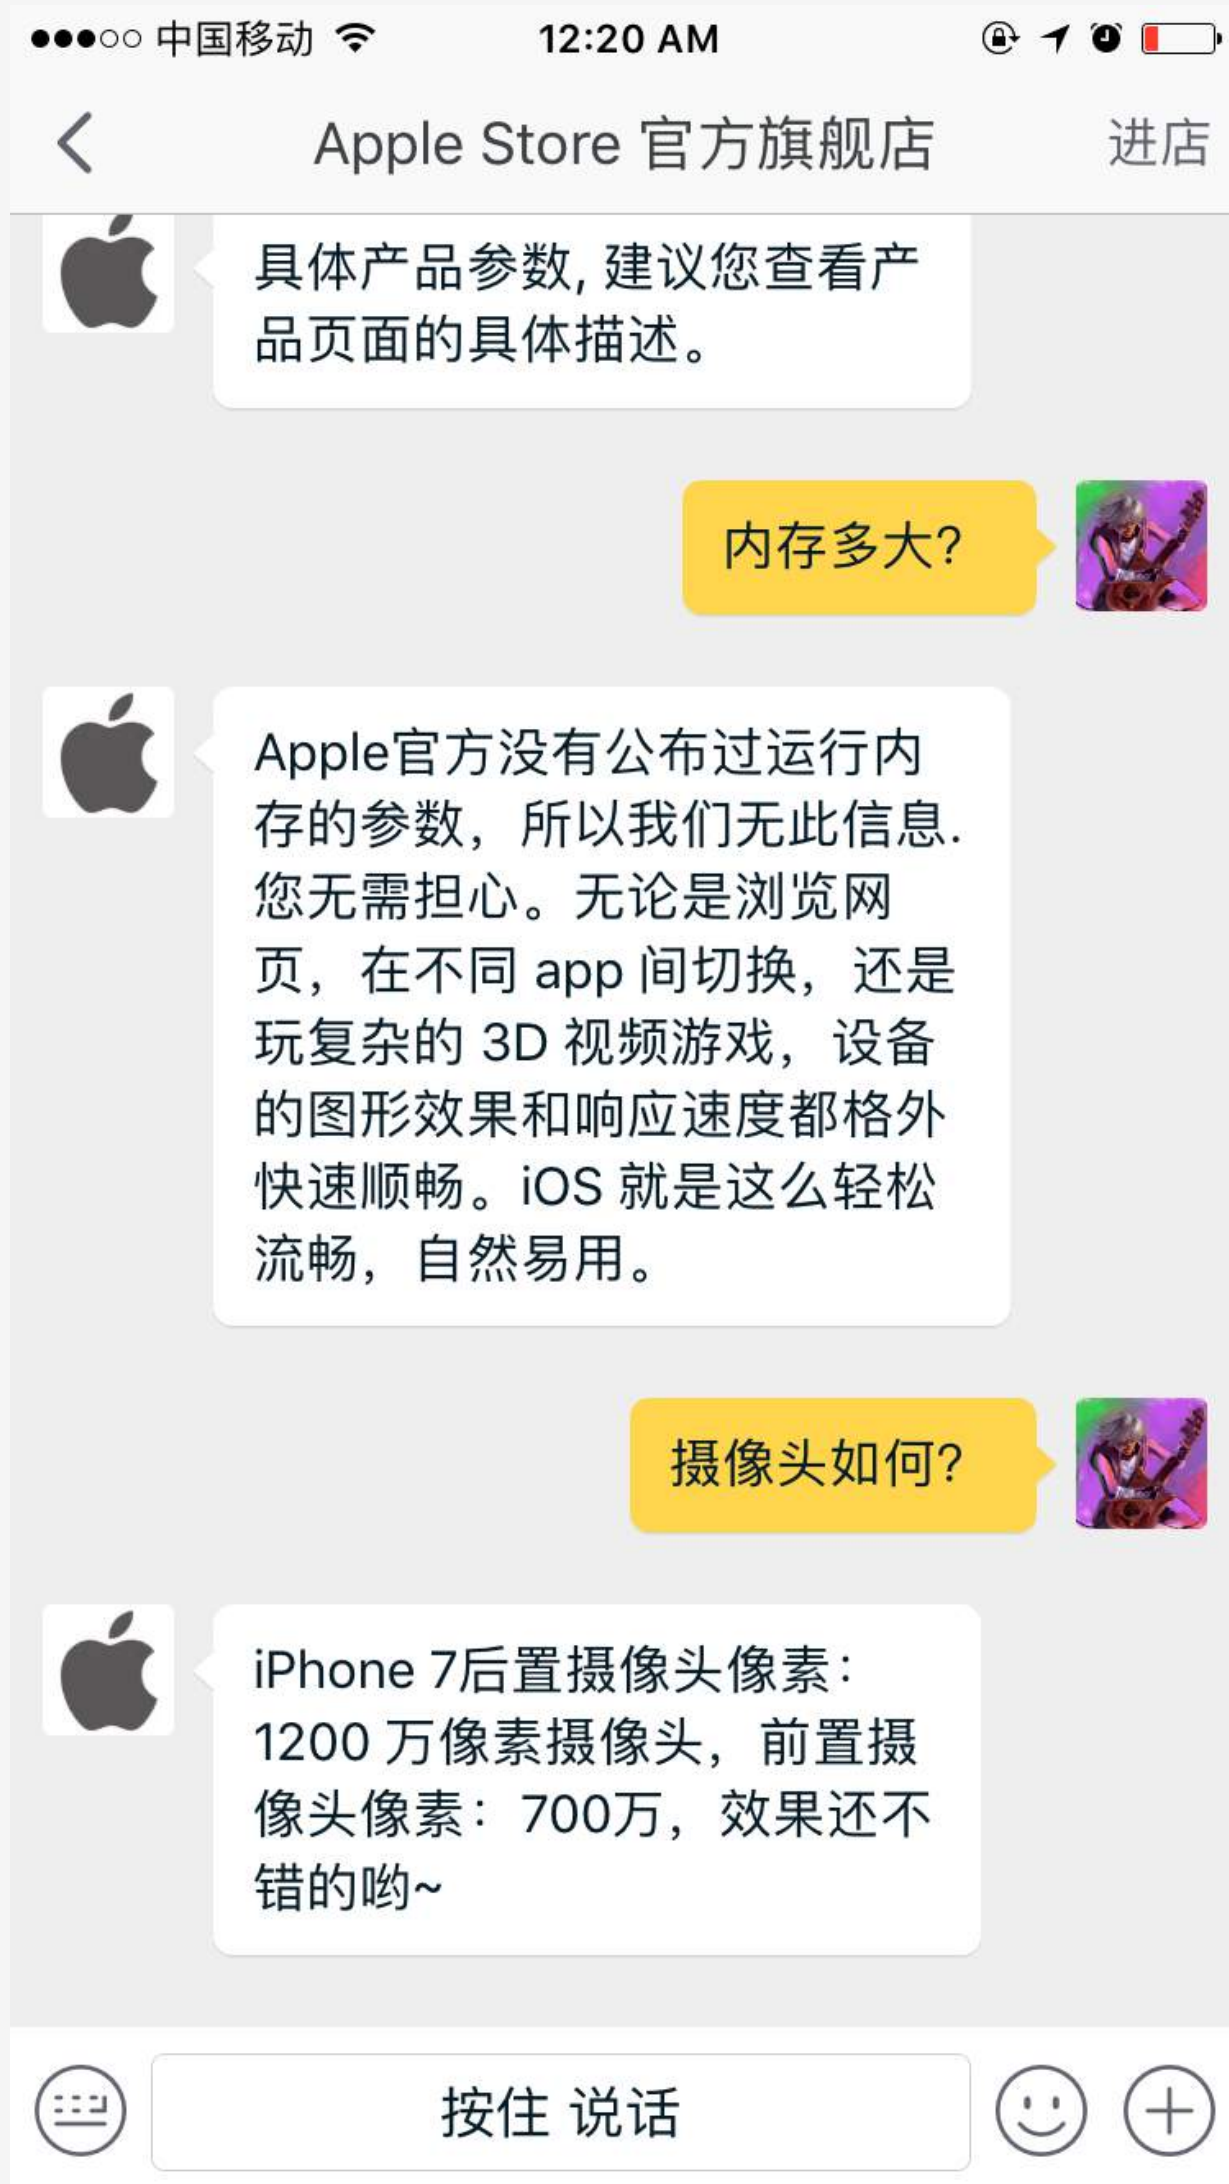 中国移动
12:20 AM
Apple Store 官方旗舰店
进店
具体产品参数, 建议您查看产
品页面的具体描述。
内存多大?
Apple官方没有公布过运行内
存的参数，所以我们无此信息.
您无需担心。无论是浏览网
页，在不同 app 间切换，还是
玩复杂的 3D 视频游戏，设备
的图形效果和响应速度都格外
快速顺畅。iOS 就是这么轻松
流畅，自然易用。
摄像头如何?
iPhone 7后置摄像头像素：
1200 万像素摄像头，前置摄
像头像素：700万，效果还不
错的哟~
按住 说话